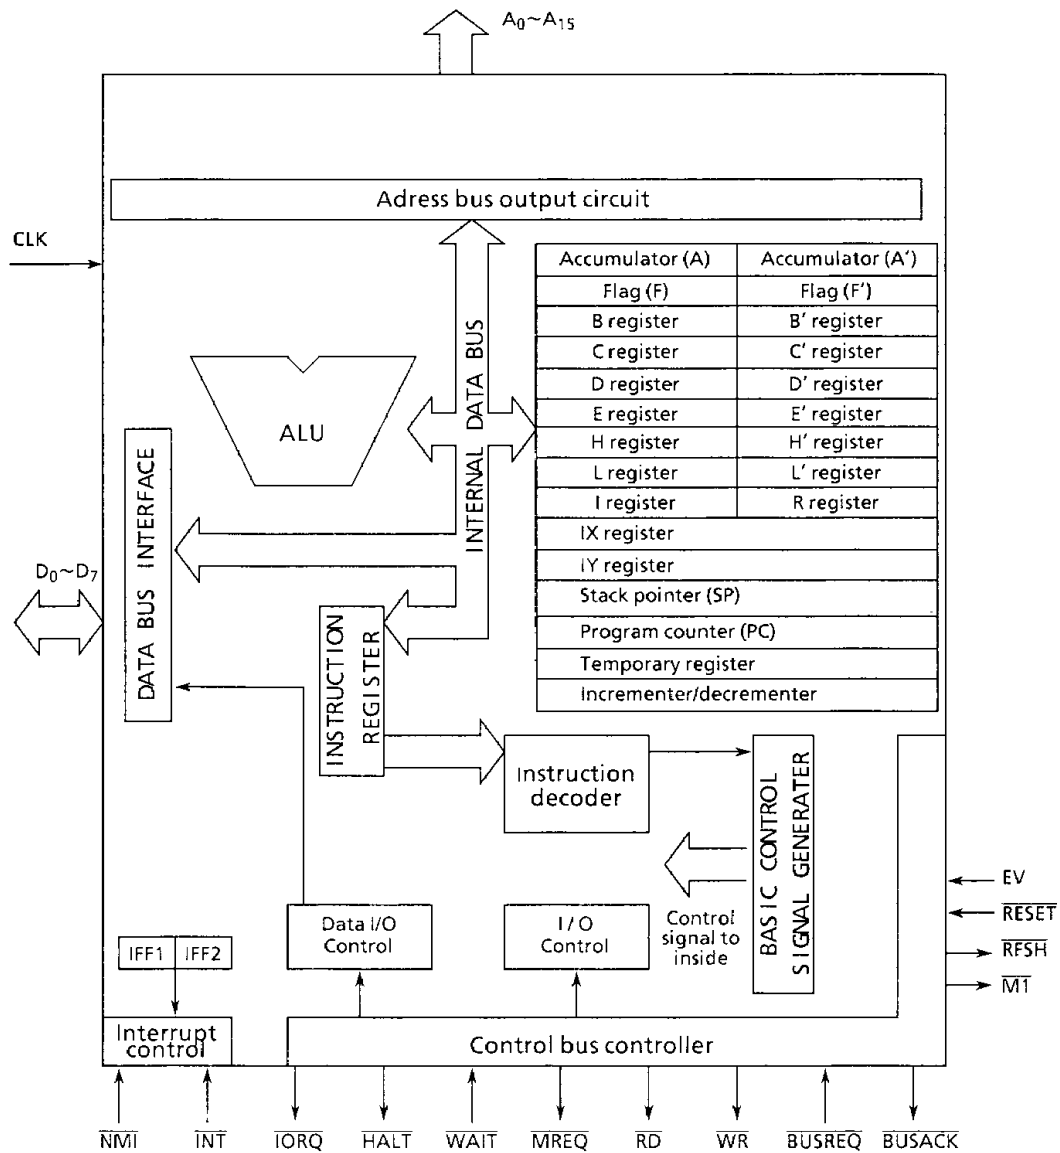 A0~A15
Adress bus output circuit
CLK
Accumulator (A) Accumulator (A')
Flag (F) Flag (F')
B register B' register
C register C' register
D register D' register
E register E' register
H register H' register
L register L' register
I register R register
IX register
IY register
Stack pointer (SP)
Program counter (PC)
Temporary register
Incrementer/decrementer
INTERNAL DATA BUS
ALU
DATA BUS INTERFACE
D0~D7
INSTRUCTION
REGISTER
Instruction
decoder
BASIC CONTROL
SIGNAL GENERATER
Control
signal to
inside
Data I/O
Control
I/O
Control
IFF1 IFF2
Interrupt
control
Control bus controller
EV
RESET
RFSH
M1
NMI INT IORQ HALT WAIT MREQ RD WR BUSREQ BUSACK